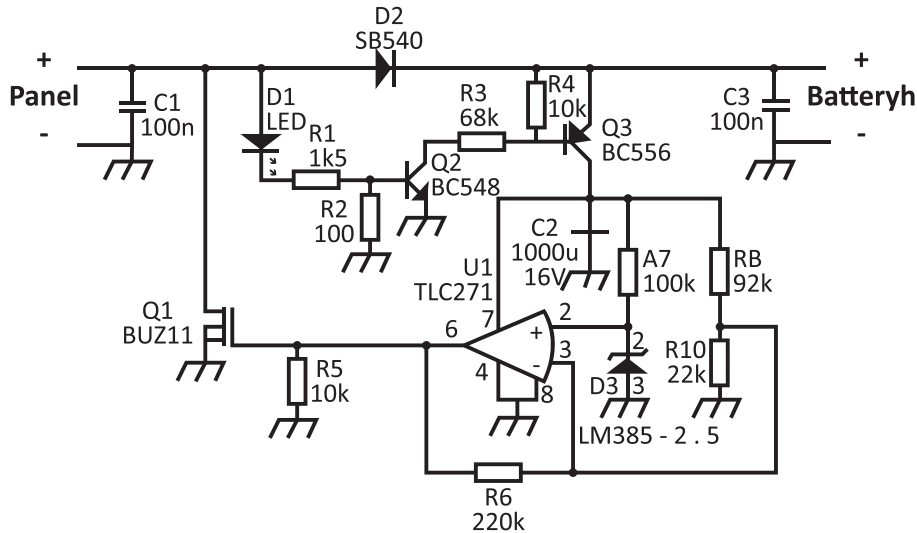 D2
SB540
+
Panel
-
C1
100n
D1
LED
R1
1k5
R2
100
Q2
BC548
R3
68k
R4
10k
Q3
BC556
C3
100n
+
Batteryh
-
C2
1000u
16V
A7
100k
RB
92k
U1
TLC271
7
2
+
6
3
-
4
8
Q1
BUZ11
R5
10k
R10
22k
2
D3
3
LM385 - 2 . 5
R6
220k